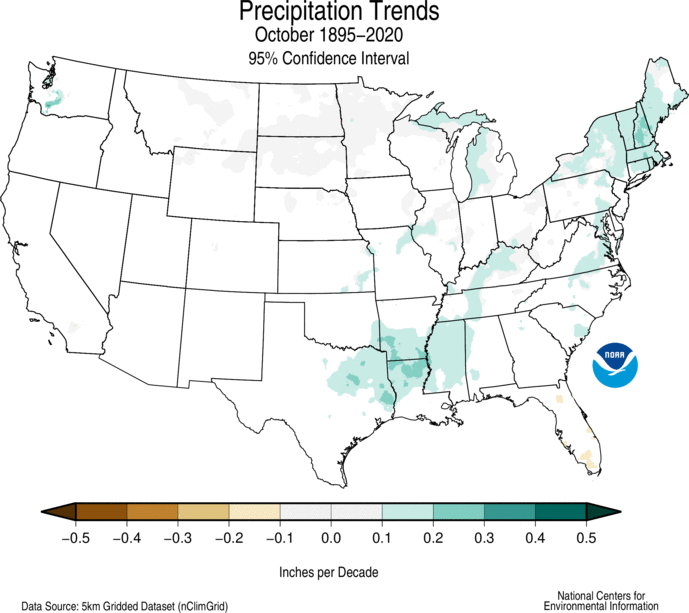 Precipitation Trends
October 1895–2020
95% Confidence Interval
NOAA
−0.5 −0.4 −0.3 −0.2 −0.1 0.0 0.1 0.2 0.3 0.4 0.5
Inches per Decade
National Centers for
Data Source: 5km Gridded Dataset (nClimGrid) Environmental Information